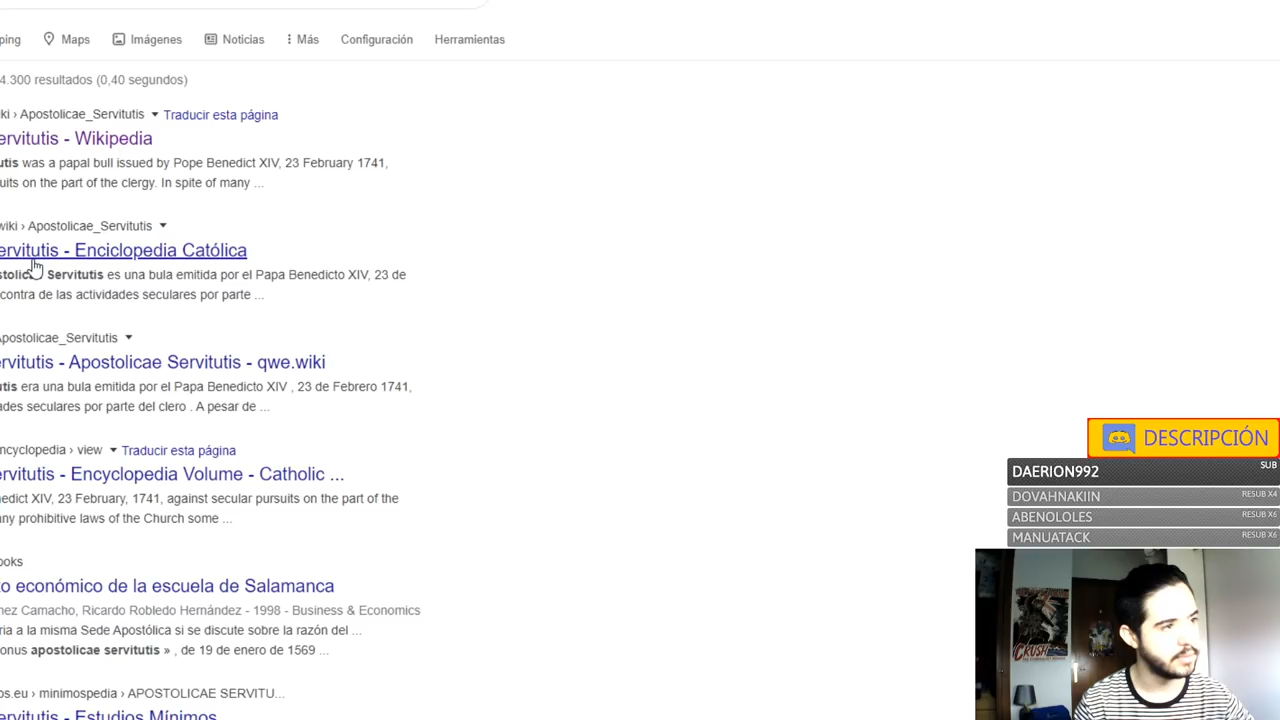 ping Maps Imágenes Noticias Más Configuración Herramientas
4.300 resultados (0,40 segundos)
ki › Apostolicae_Servitutis Traducir esta página
ervitutis - Wikipedia
utis was a papal bull issued by Pope Benedict XIV, 23 February 1741,
uits on the part of the clergy. In spite of many ...
wiki › Apostolicae_Servitutis
ervitutis - Enciclopedia Católica
stolic Servitutis es una bula emitida por el Papa Benedicto XIV, 23 de
contra de las actividades seculares por parte ...
Apostolicae_Servitutis
ervitutis - Apostolicae Servitutis - qwe.wiki
utis era una bula emitida por el Papa Benedicto XIV , 23 de Febrero 1741,
ades seculares por parte del clero . A pesar de ...
ncyclopedia › view Traducir esta página
ervitutis - Encyclopedia Volume - Catholic ...
edict XIV, 23 February, 1741, against secular pursuits on the part of the
ny prohibitive laws of the Church some ...
ooks
to económico de la escuela de Salamanca
nez Camacho, Ricardo Robledo Hernández - 1998 - Business & Economics
ria a la misma Sede Apostólica si se discute sobre la razón del ...
onus apostolicae servitutis » , de 19 de enero de 1569 ...
os.eu › minimospedia › APOSTOLICAE SERVITU...
ervitutis - Estudios Mínimos
DESCRIPCIÓN
DAERION992 SUB
DOVAHNAKIIN RESUB X4
ABENOLOLES RESUB X6
MANUATACK RESUB X6
CRUSH